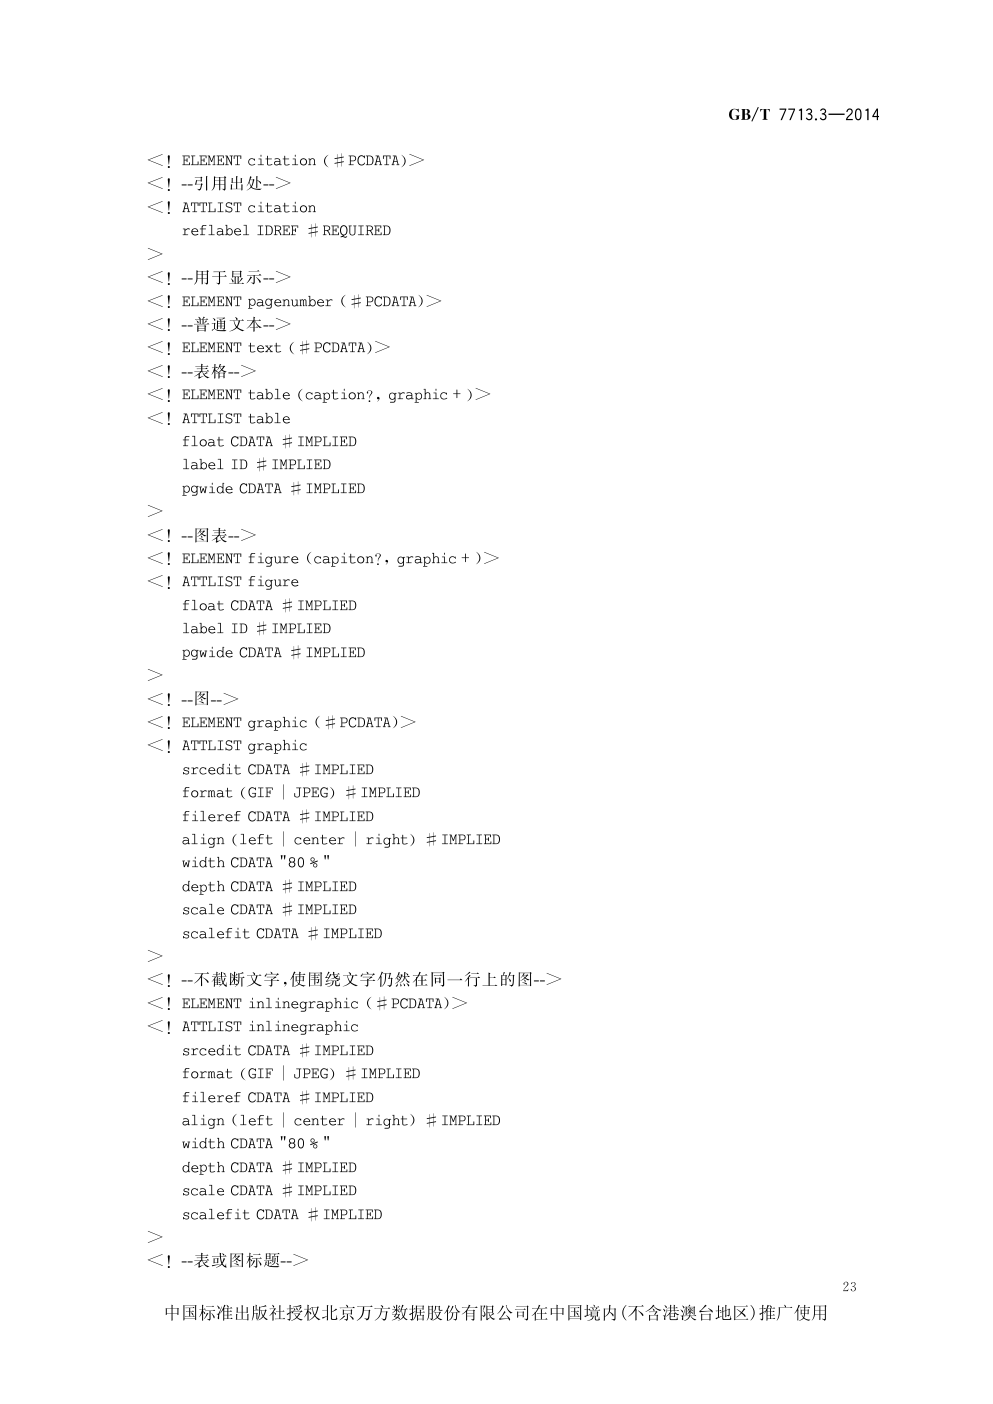 GB/T 7713.3—2014
<! ELEMENT citation (#PCDATA)>
<! --引用出处-->
<! ATTLIST citation
reflabel IDREF #REQUIRED
>
<! --用于显示-->
<! ELEMENT pagenumber (#PCDATA)>
<! --普通文本-->
<! ELEMENT text (#PCDATA)>
<! --表格-->
<! ELEMENT table (caption?, graphic+)>
<! ATTLIST table
float CDATA #IMPLIED
label ID #IMPLIED
pgwide CDATA #IMPLIED
>
<! --图表-->
<! ELEMENT figure (capiton?, graphic+)>
<! ATTLIST figure
float CDATA #IMPLIED
label ID #IMPLIED
pgwide CDATA #IMPLIED
>
<! --图-->
<! ELEMENT graphic (#PCDATA)>
<! ATTLIST graphic
srcedit CDATA #IMPLIED
format (GIF | JPEG) #IMPLIED
fileref CDATA #IMPLIED
align (left | center | right) #IMPLIED
width CDATA "80%"
depth CDATA #IMPLIED
scale CDATA #IMPLIED
scalefit CDATA #IMPLIED
>
<! --不截断文字,使围绕文字仍然在同一行上的图-->
<! ELEMENT inlinegraphic (#PCDATA)>
<! ATTLIST inlinegraphic
srcedit CDATA #IMPLIED
format (GIF | JPEG) #IMPLIED
fileref CDATA #IMPLIED
align (left | center | right) #IMPLIED
width CDATA "80%"
depth CDATA #IMPLIED
scale CDATA #IMPLIED
scalefit CDATA #IMPLIED
>
<! --表或图标题-->
23
中国标准出版社授权北京万方数据股份有限公司在中国境内(不含港澳台地区)推广使用